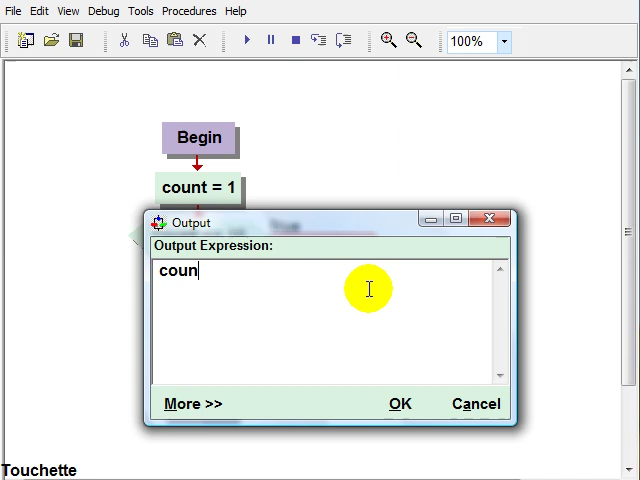 File Edit View Debug Tools Procedures Help
100%
Begin
count = 1
True
Output
Output Expression:
coun
More >> OK Cancel
Touchette